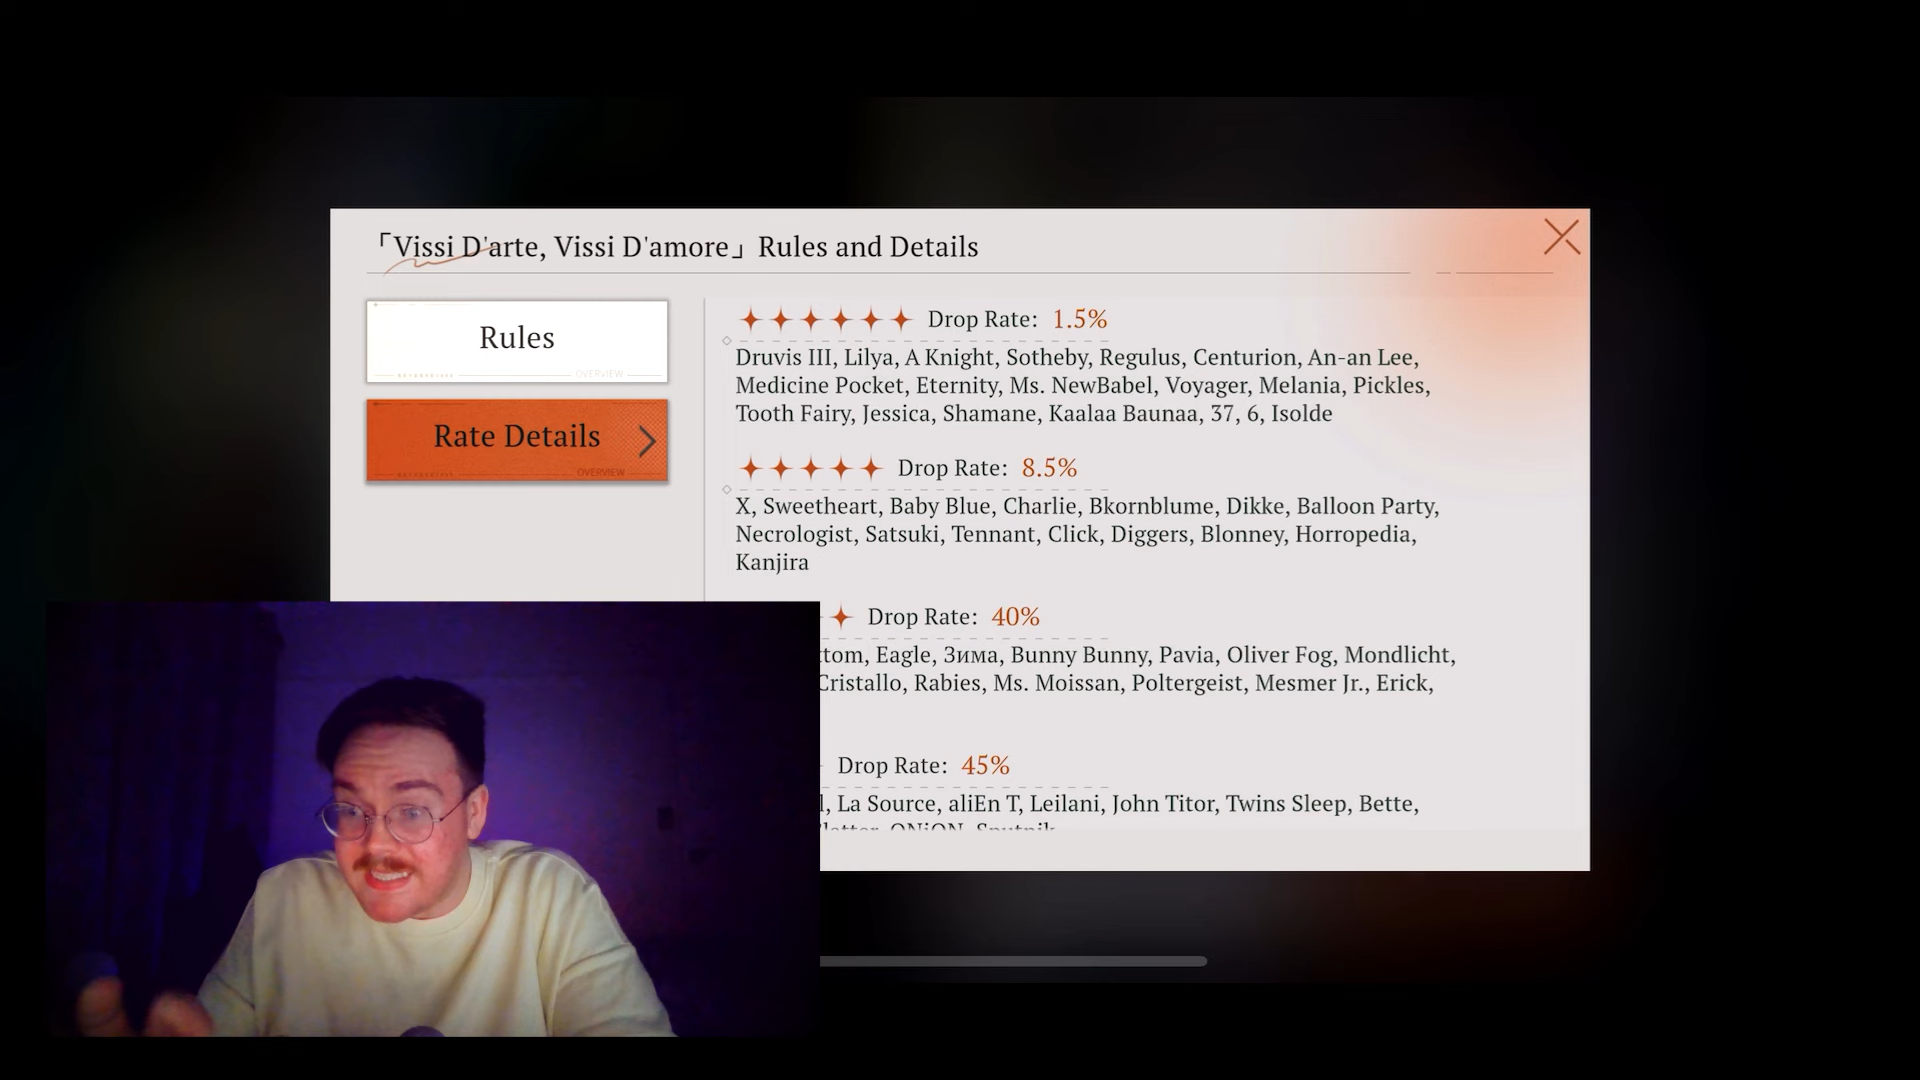 「Vissi D'arte, Vissi D'amore」Rules and Details
Rules
OVERVIEW
Rate Details
OVERVIEW
Drop Rate: 1.5%
Druvis III, Lilya, A Knight, Sotheby, Regulus, Centurion, An-an Lee,
Medicine Pocket, Eternity, Ms. NewBabel, Voyager, Melania, Pickles,
Tooth Fairy, Jessica, Shamane, Kaalaa Baunaa, 37, 6, Isolde
Drop Rate: 8.5%
X, Sweetheart, Baby Blue, Charlie, Bkornblume, Dikke, Balloon Party,
Necrologist, Satsuki, Tennant, Click, Diggers, Blonney, Horropedia,
Kanjira
Drop Rate: 40%
Eagle, Зима, Bunny Bunny, Pavia, Oliver Fog, Mondlicht,
Cristallo, Rabies, Ms. Moissan, Poltergeist, Mesmer Jr., Erick,
Drop Rate: 45%
La Source, aliEn T, Leilani, John Titor, Twins Sleep, Bette,
ONiON, Sputnik